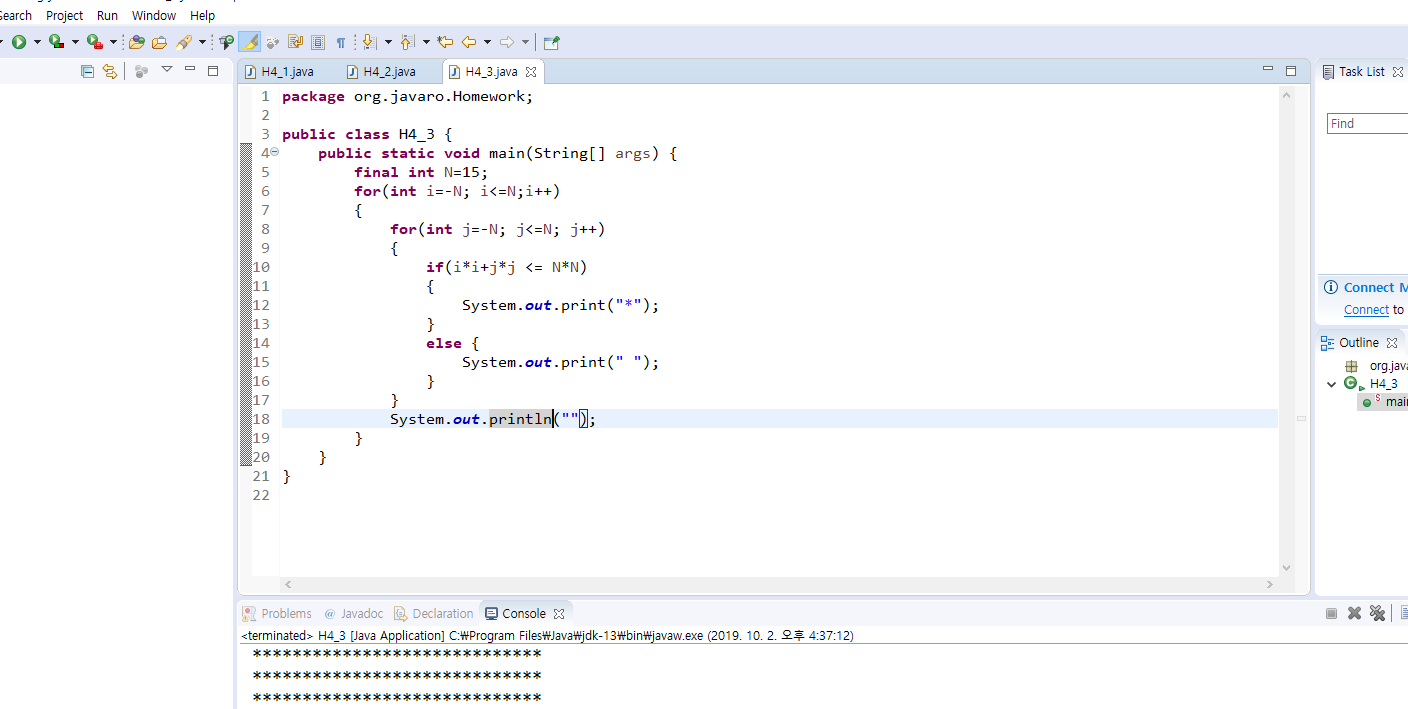 Search Project Run Window Help
H4_1.java H4_2.java H4_3.java
Task List
1 package org.javaro.Homework;
2
3 public class H4_3 {
4 public static void main(String[] args) {
5 final int N=15;
6 for(int i=-N; i<=N;i++)
7 {
8 for(int j=-N; j<=N; j++)
9 {
10 if(i*i+j*j <= N*N)
11 {
12 System.out.print("*");
13 }
14 else {
15 System.out.print(" ");
16 }
17 }
18 System.out.println("");
19 }
20 }
21 }
22
Find
Connect M
Connect to
Outline
org.java
H4_3
main
Problems @ Javadoc Declaration Console
<terminated> H4_3 [Java Application] C:₩Program Files₩Java₩jdk-13₩bin₩javaw.exe (2019. 10. 2. 오후 4:37:12)
*****************************
*****************************
*****************************